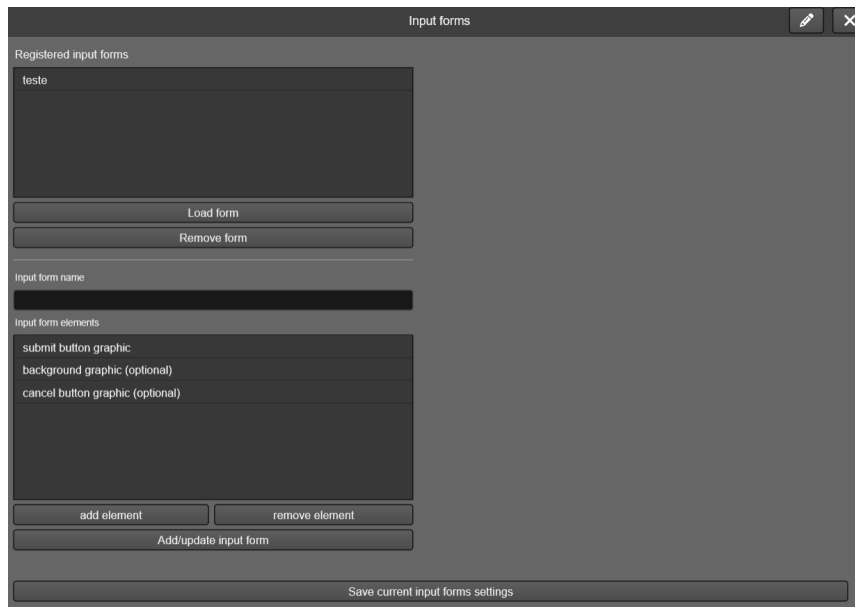 Input forms
Registered input forms
teste
Load form
Remove form
Input form name
Input form elements
submit button graphic
background graphic (optional)
cancel button graphic (optional)
add element remove element
Add/update input form
Save current input forms settings